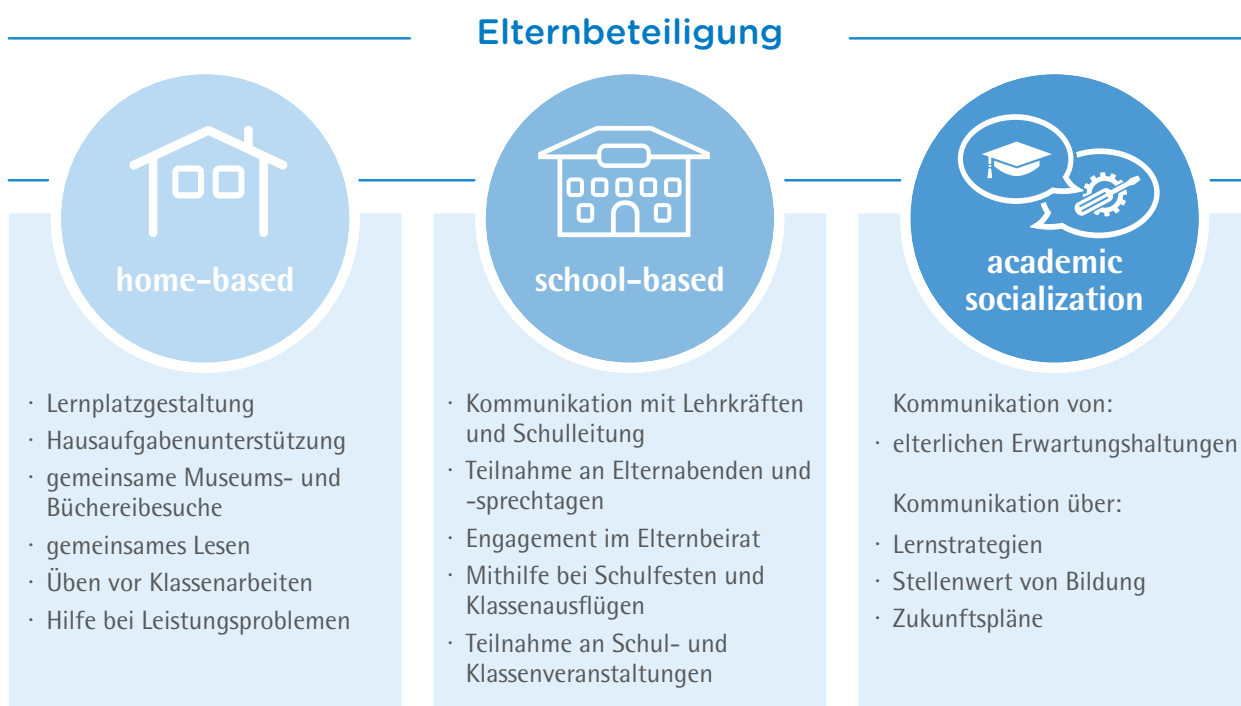 Elternbeteiligung
home-based
· Lernplatzgestaltung
· Hausaufgabenunterstützung
· gemeinsame Museums- und
Büchereibesuche
· gemeinsames Lesen
· Üben vor Klassenarbeiten
· Hilfe bei Leistungsproblemen
school-based
· Kommunikation mit Lehrkräften
und Schulleitung
· Teilnahme an Elternabenden und
-sprechtagen
· Engagement im Elternbeirat
· Mithilfe bei Schulfesten und
Klassenausflügen
· Teilnahme an Schul- und
Klassenveranstaltungen
academic
socialization
Kommunikation von:
· elterlichen Erwartungshaltungen
Kommunikation über:
· Lernstrategien
· Stellenwert von Bildung
· Zukunftspläne